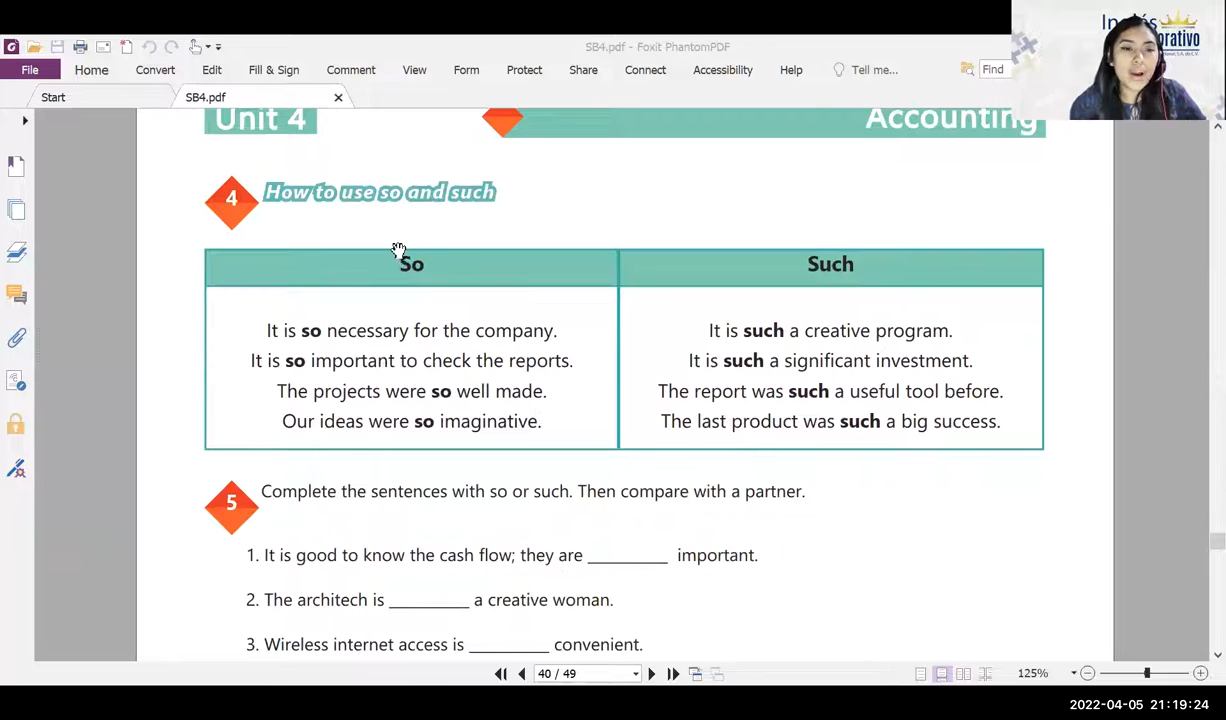 SB4.pdf - Foxit PhantomPDF
Inglés
orativo
File Home Convert Edit Fill & Sign Comment View Form Protect Share Connect Accessibility Help Tell me... Find
Start SB4.pdf
Unit 4 Accounting
4 How to use so and such
So Such
It is so necessary for the company. It is such a creative program.
It is so important to check the reports. It is such a significant investment.
The projects were so well made. The report was such a useful tool before.
Our ideas were so imaginative. The last product was such a big success.
5 Complete the sentences with so or such. Then compare with a partner.
1. It is good to know the cash flow; they are _________ important.
2. The architech is _________ a creative woman.
3. Wireless internet access is _________ convenient.
40 / 49 125%
2022-04-05 21:19:24